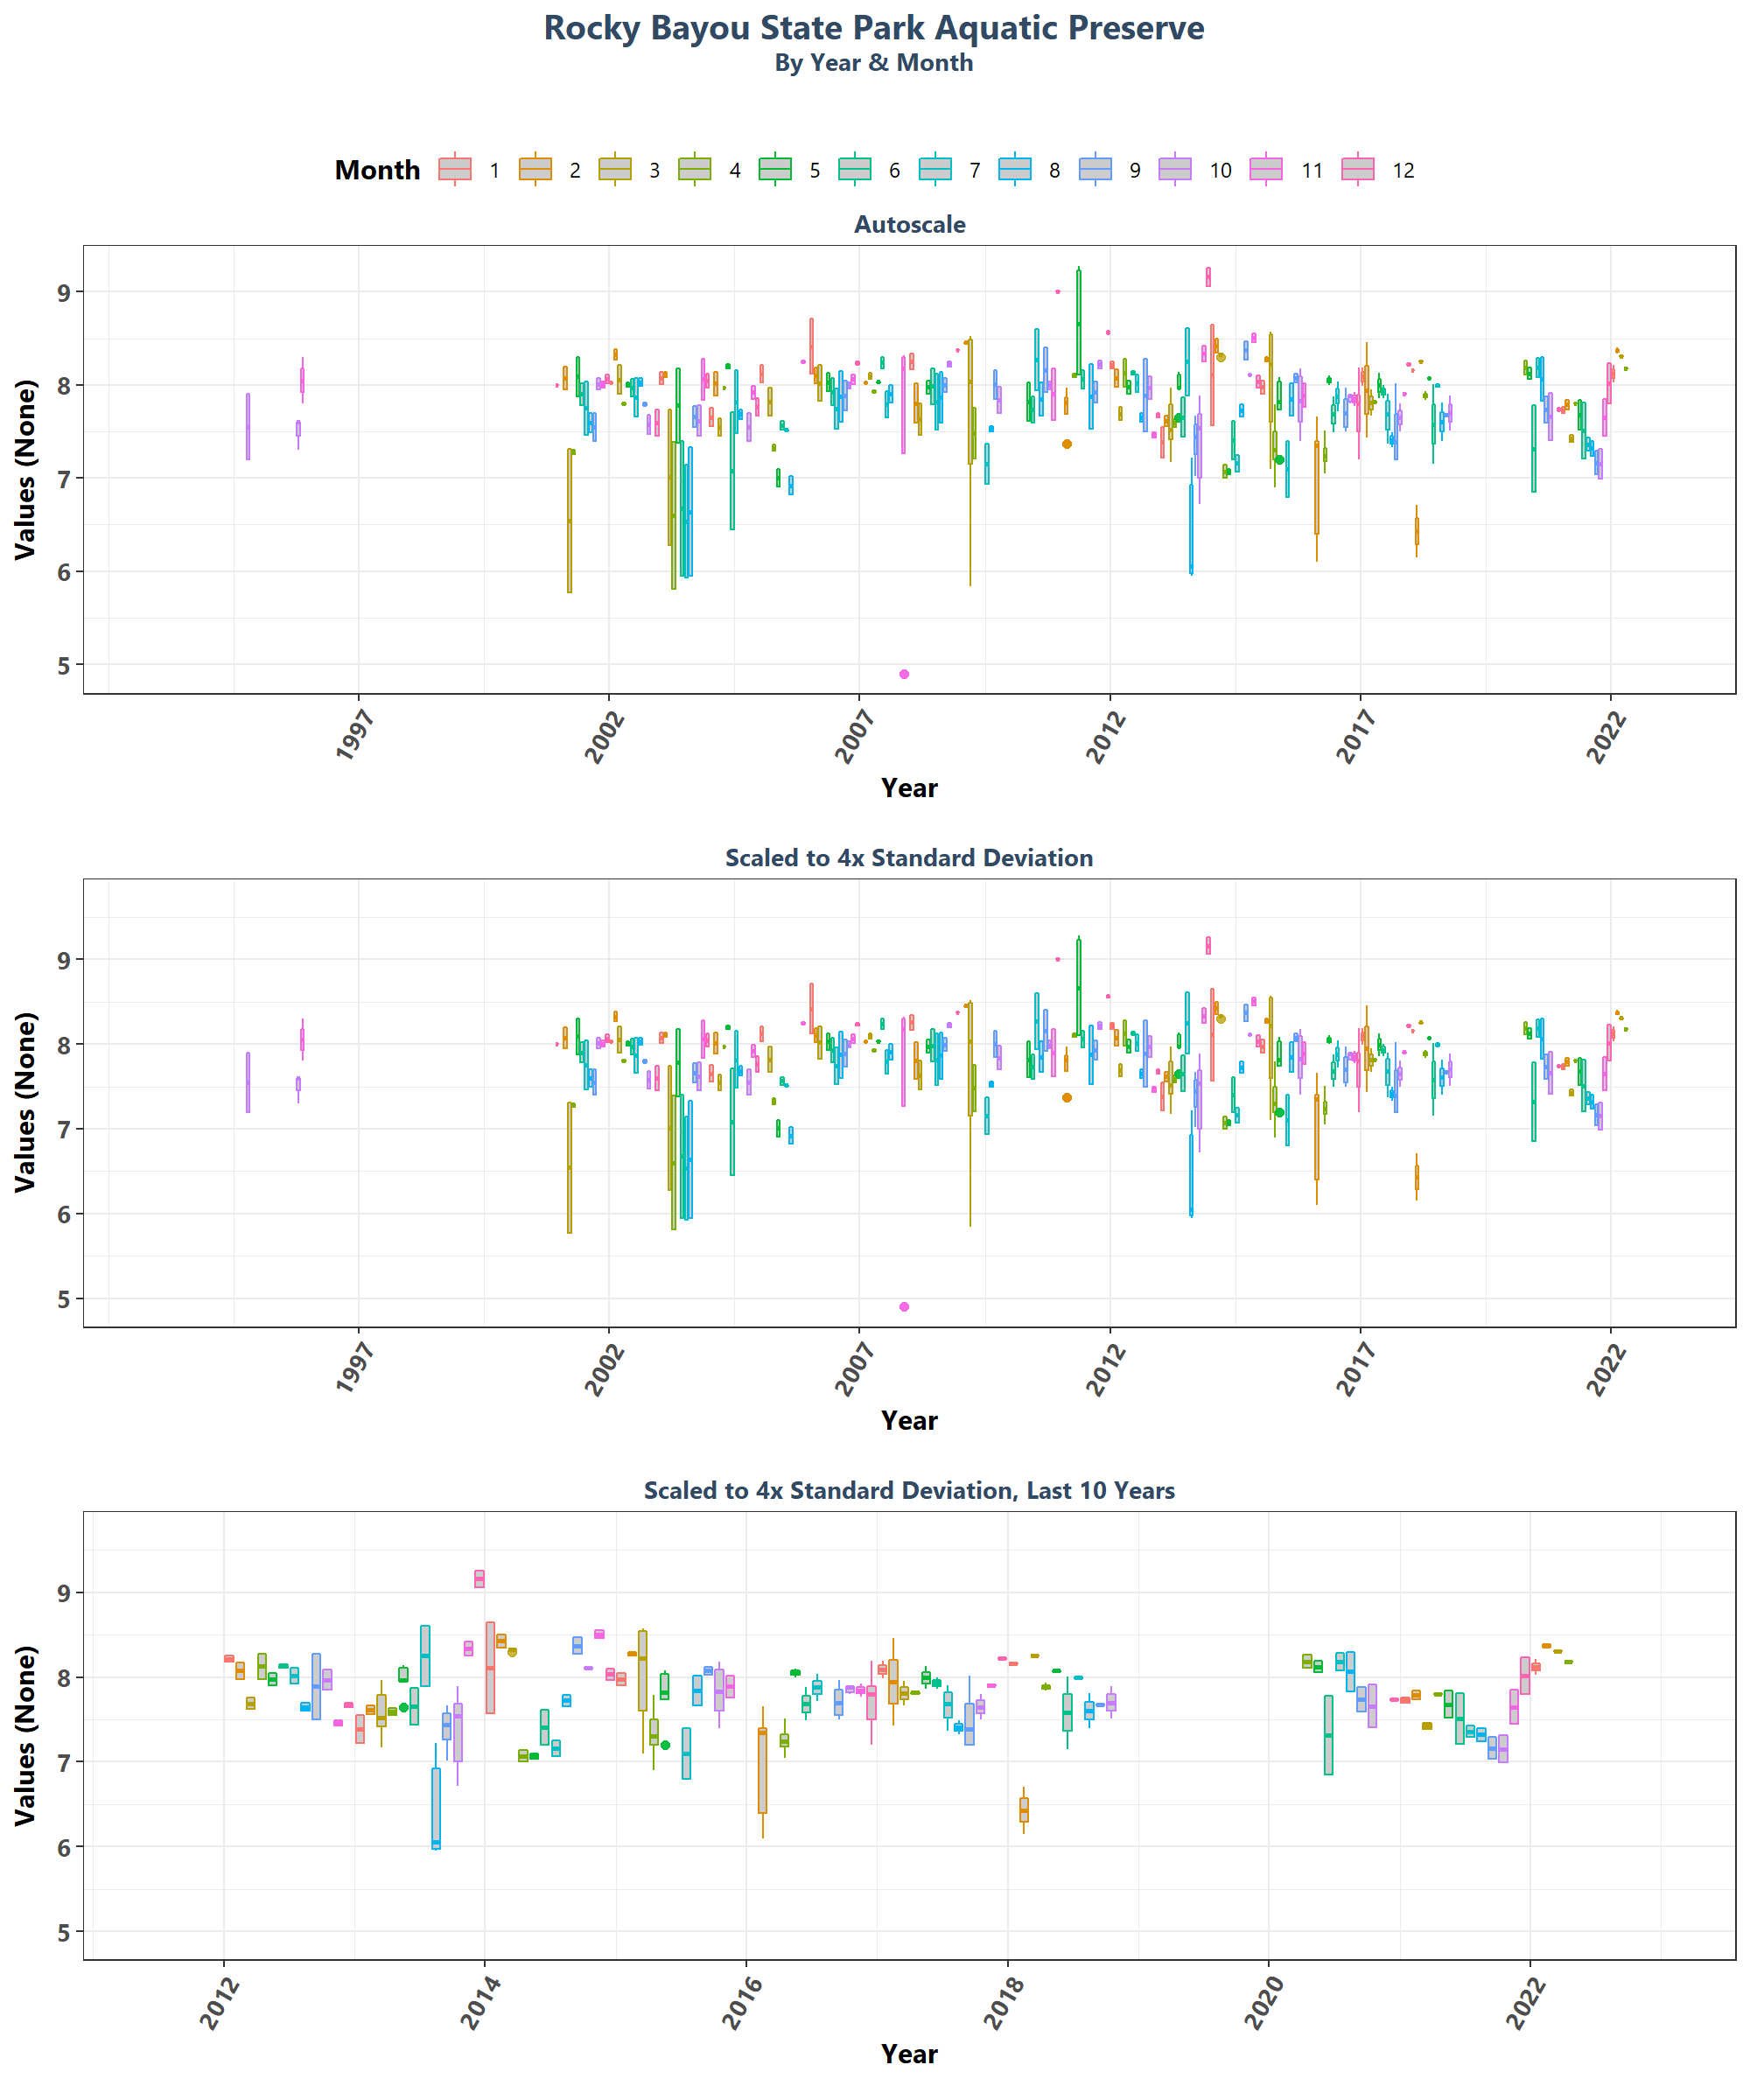 Rocky Bayou State Park Aquatic Preserve
By Year & Month
Month 1 2 3 4 5 6 7 8 9 10 11 12
Autoscale
Values (None)
9
8
7
6
5
1997 2002 2007 2012 2017 2022
Year
Scaled to 4x Standard Deviation
Values (None)
9
8
7
6
5
1997 2002 2007 2012 2017 2022
Year
Scaled to 4x Standard Deviation, Last 10 Years
Values (None)
9
8
7
6
5
2012 2014 2016 2018 2020 2022
Year